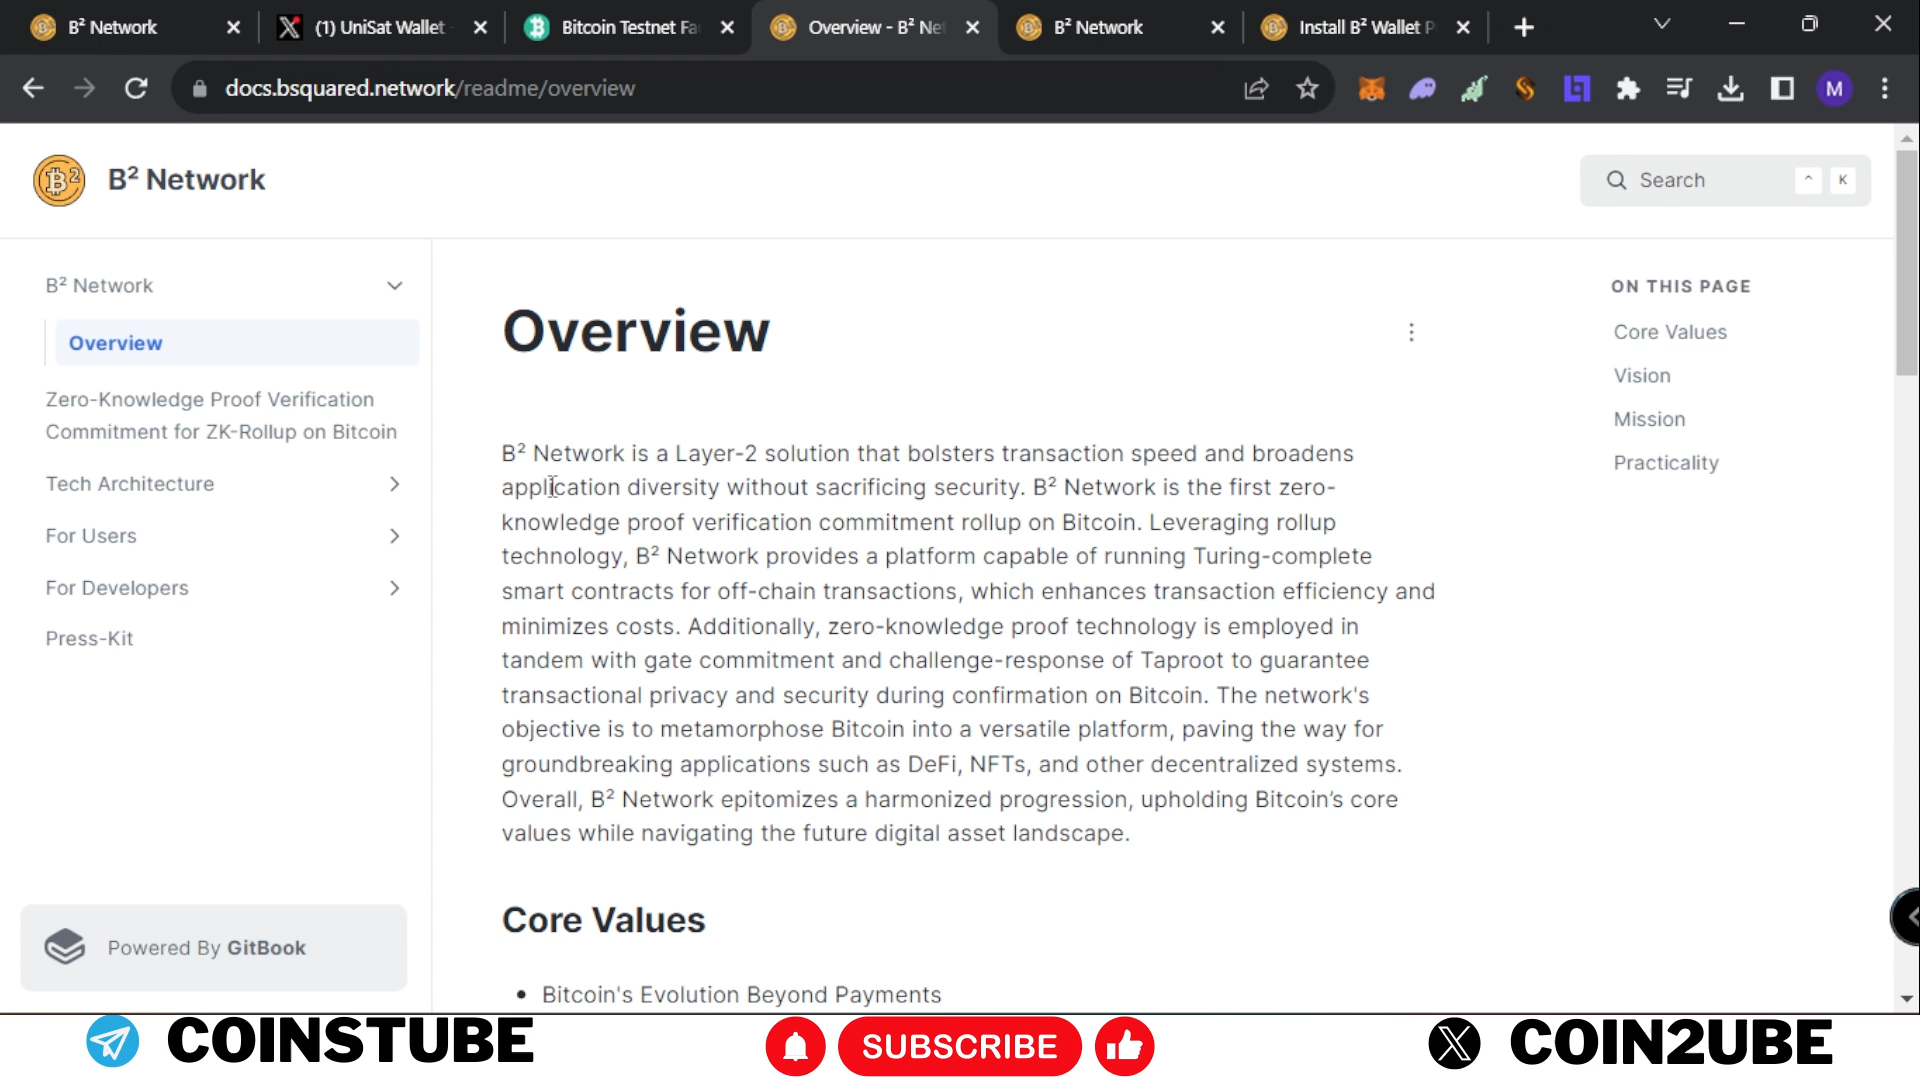 B² Network
(1) UniSat Wallet
Bitcoin Testnet Fa
Overview - B² Net
B² Network
Install B² Wallet P
docs.bsquared.network/readme/overview
M
B² Network
Search
^ K
B² Network
Overview
Zero-Knowledge Proof Verification
Commitment for ZK-Rollup on Bitcoin
Tech Architecture
For Users
For Developers
Press-Kit
Powered By GitBook
Overview
B² Network is a Layer-2 solution that bolsters transaction speed and broadens
application diversity without sacrificing security. B² Network is the first zero-
knowledge proof verification commitment rollup on Bitcoin. Leveraging rollup
technology, B² Network provides a platform capable of running Turing-complete
smart contracts for off-chain transactions, which enhances transaction efficiency and
minimizes costs. Additionally, zero-knowledge proof technology is employed in
tandem with gate commitment and challenge-response of Taproot to guarantee
transactional privacy and security during confirmation on Bitcoin. The network's
objective is to metamorphose Bitcoin into a versatile platform, paving the way for
groundbreaking applications such as DeFi, NFTs, and other decentralized systems.
Overall, B² Network epitomizes a harmonized progression, upholding Bitcoin’s core
values while navigating the future digital asset landscape.
Core Values
• Bitcoin's Evolution Beyond Payments
ON THIS PAGE
Core Values
Vision
Mission
Practicality
COINSTUBE
SUBSCRIBE
COIN2UBE